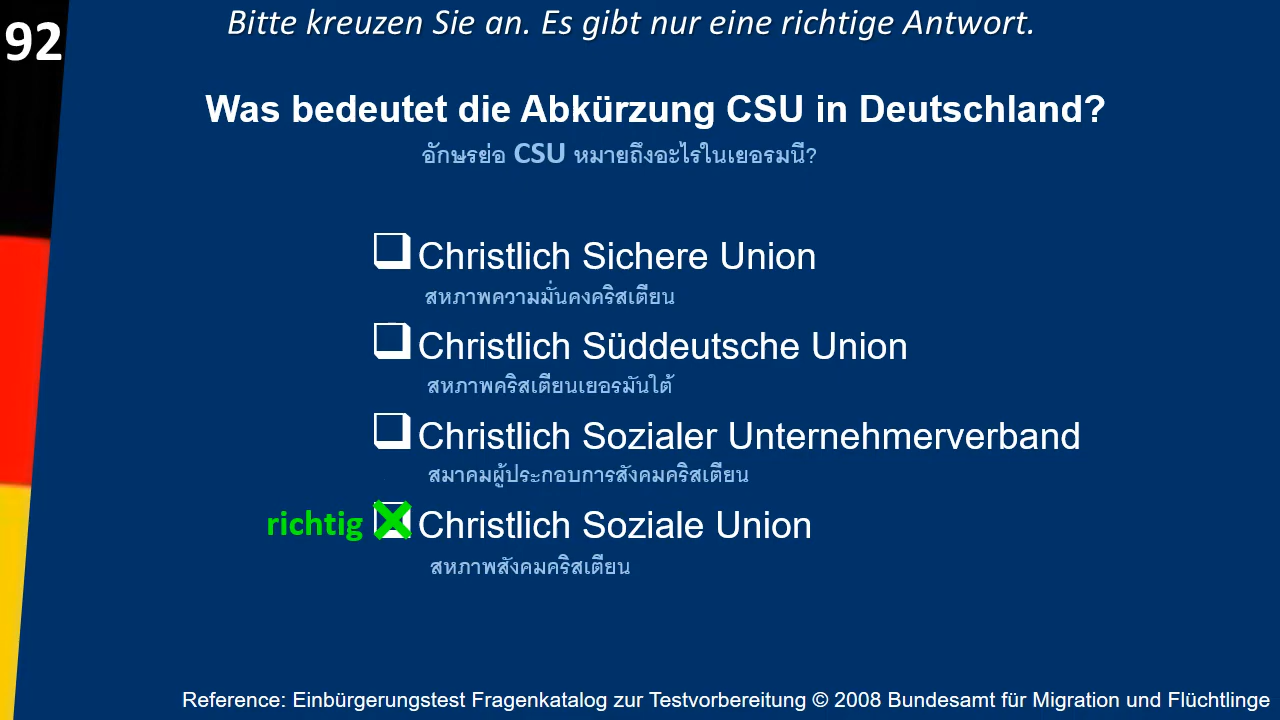 92
Bitte kreuzen Sie an. Es gibt nur eine richtige Antwort.
Was bedeutet die Abkürzung CSU in Deutschland?
อักษรย่อ CSU หมายถึงอะไรในเยอรมนี?
Christlich Sichere Union
สหภาพความมั่นคงคริสเตียน
Christlich Süddeutsche Union
สหภาพคริสเตียนเยอรมันใต้
Christlich Sozialer Unternehmerverband
สมาคมผู้ประกอบการสังคมคริสเตียน
richtig Christlich Soziale Union
สหภาพสังคมคริสเตียน
Reference: Einbürgerungstest Fragenkatalog zur Testvorbereitung © 2008 Bundesamt für Migration und Flüchtlinge